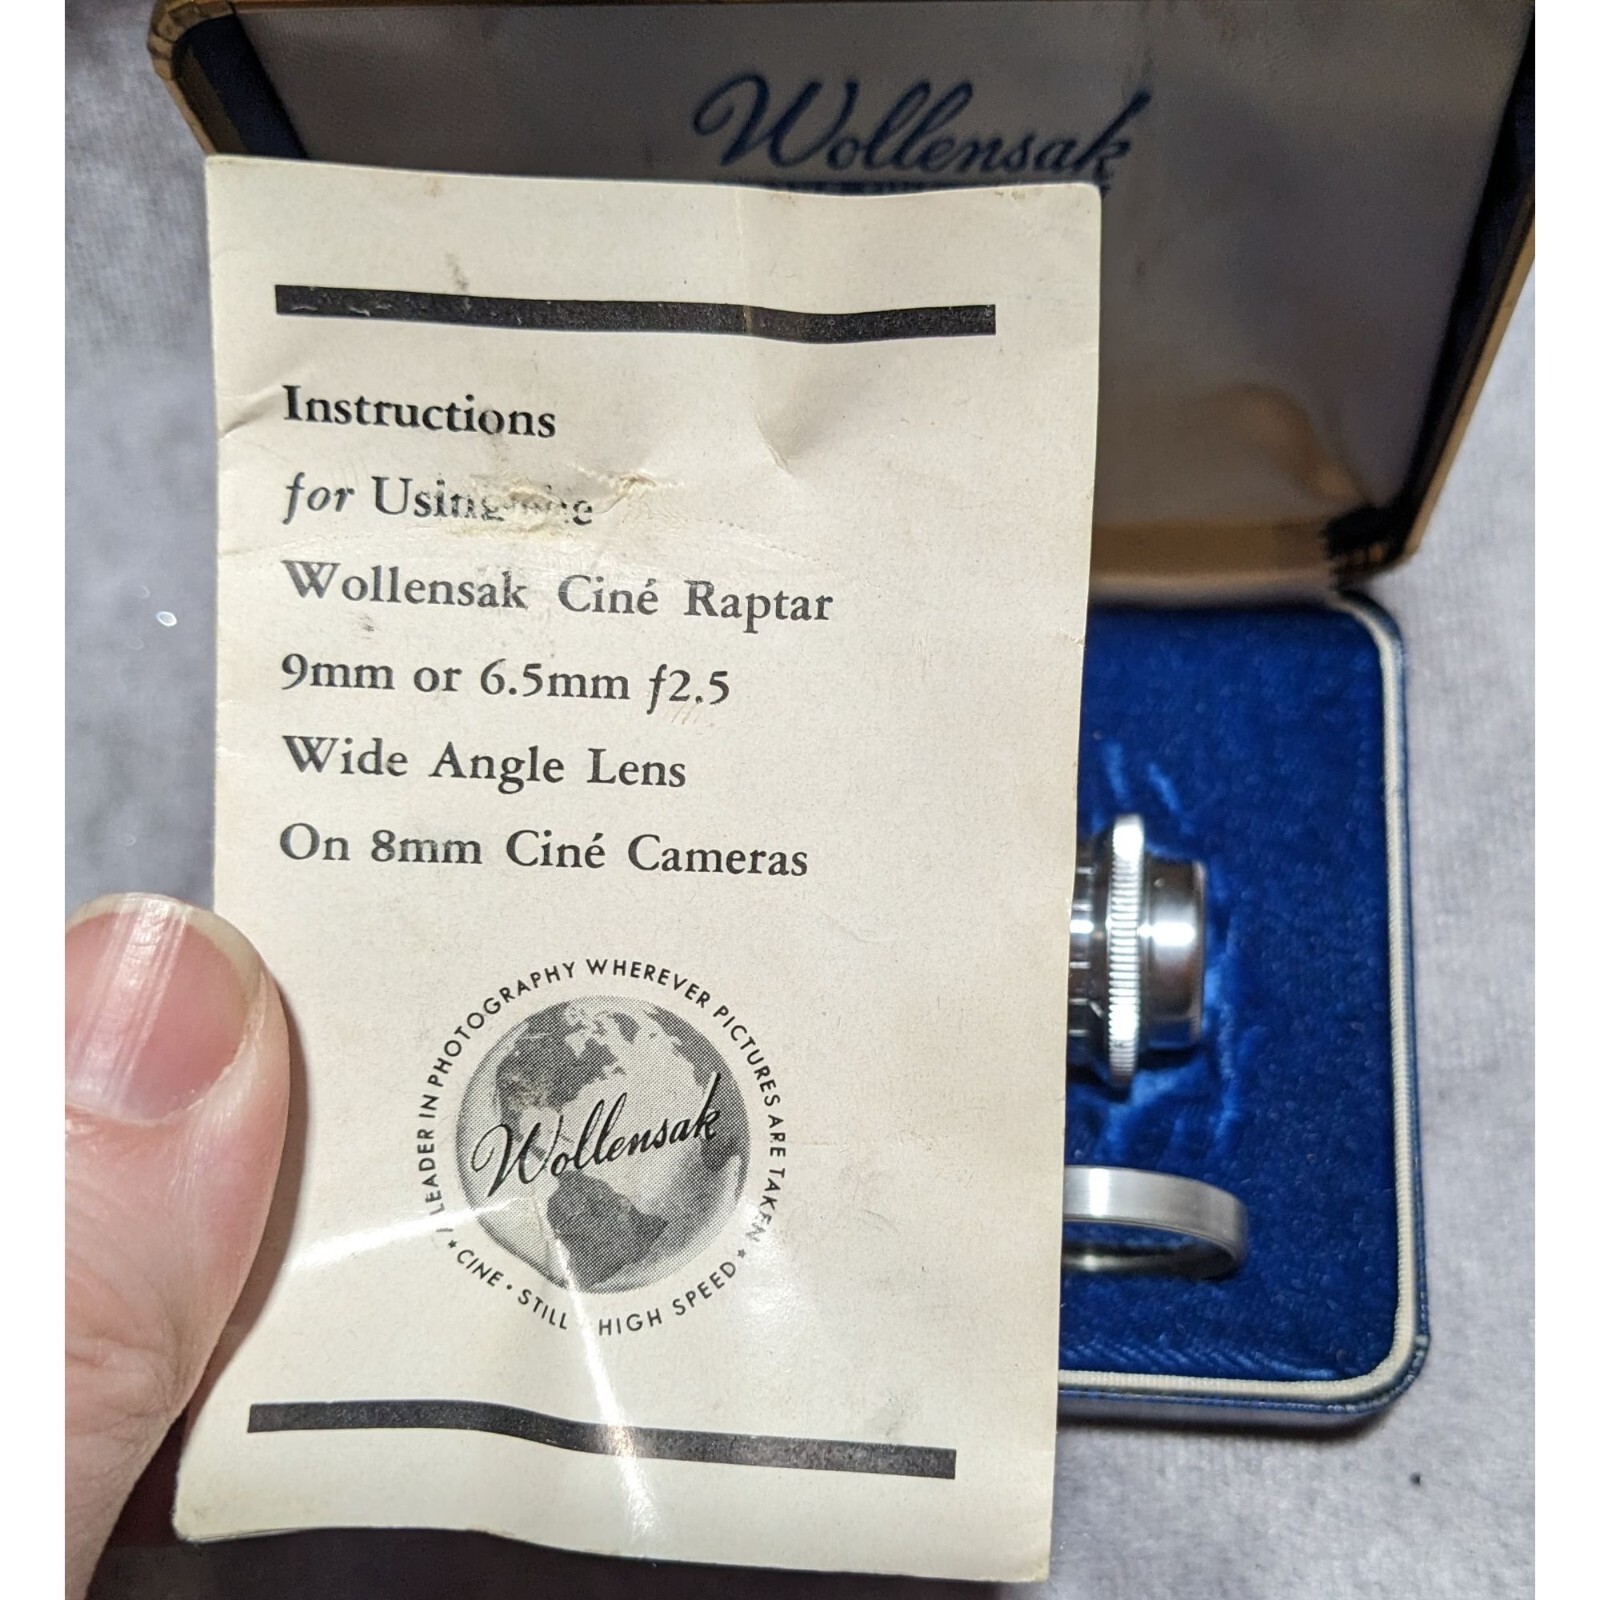 Wollensak
Instructions
for Using the
Wollensak Ciné Raptar
9mm or 6.5mm f2.5
Wide Angle Lens
On 8mm Ciné Cameras
LEADER IN PHOTOGRAPHY WHEREVER PICTURES ARE TAKEN
Wollensak
★ CINE • STILL HIGH SPEED ★